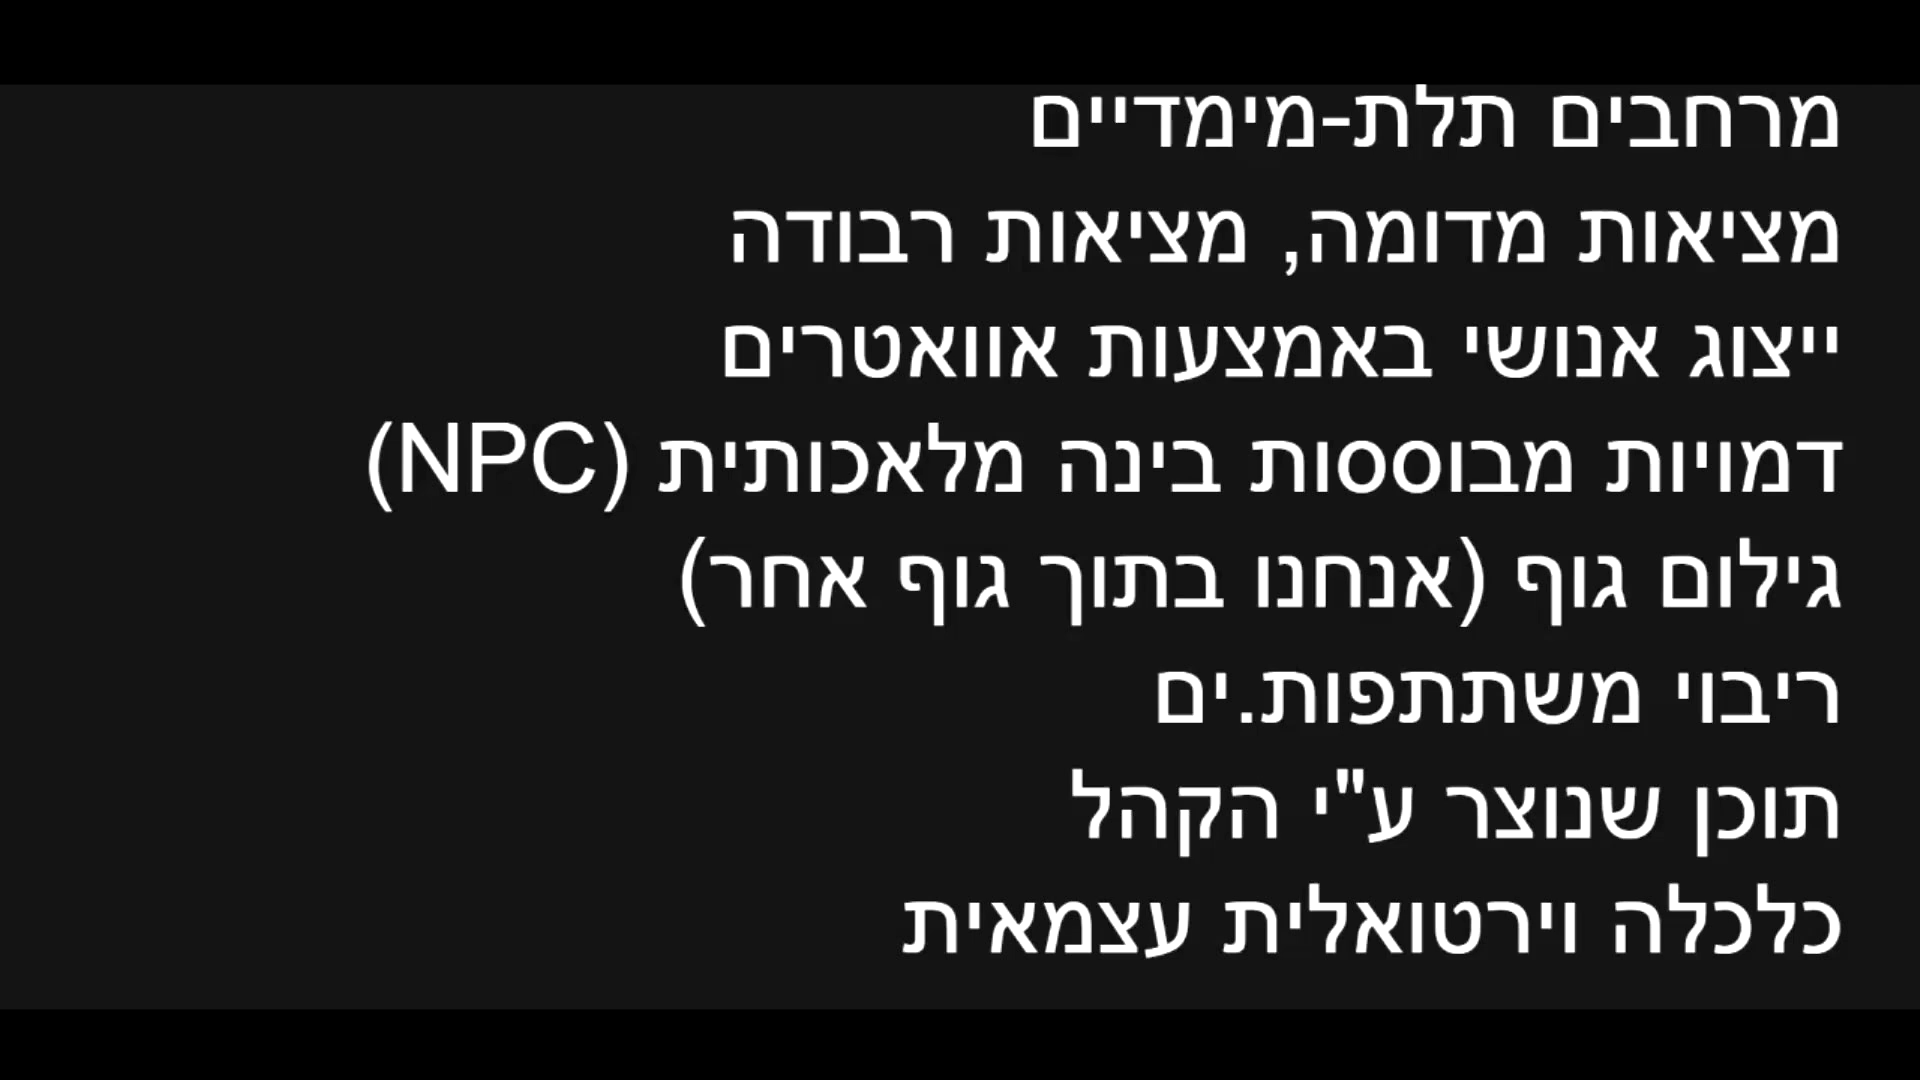 מרחבים תלת-מימדיים
מציאות מדומה, מציאות רבודה
ייצוג אנושי באמצעות אוואטרים
דמויות מבוססות בינה מלאכותית (NPC)
גילום גוף (אנחנו בתוך גוף אחר)
ריבוי משתתפות.ים
תוכן שנוצר ע"י הקהל
כלכלה וירטואלית עצמאית